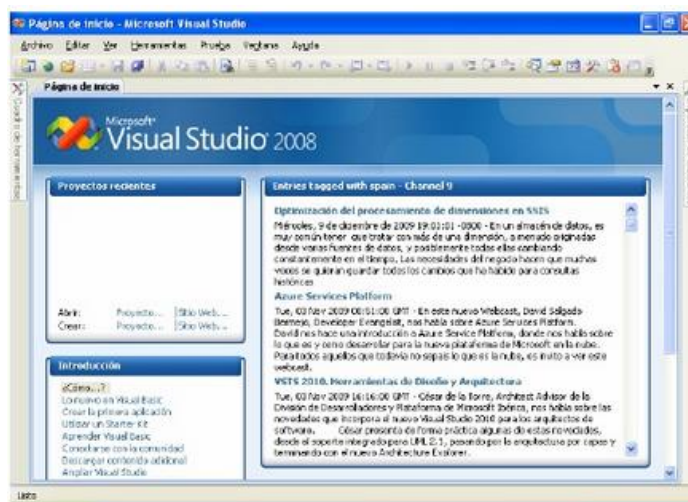 Página de inicio - Microsoft Visual Studio
Archivo Editar Ver Herramientas Prueba Ventana Ayuda
Página de inicio
Cuadro de herramientas
Microsoft
Visual Studio 2008
Proyectos recientes
Abrir: Proyecto... Sitio Web...
Crear: Proyecto... Sitio Web...
Introducción
¿Cómo...?
Lo nuevo en Visual Basic
Crear la primera aplicación
Utilizar un Starter Kit
Aprender Visual Basic
Conectarse con la comunidad
Descargar contenido adicional
Ampliar Visual Studio
Entries tagged with spain - Channel 9
Optimización del procesamiento de dimensiones en SSIS
Miércoles, 9 de diciembre de 2009 19:01:01 -0800 - En un almacén de datos, es
muy común tener que tratar con más de una dimensión, a menudo originadas
desde varias fuentes de datos, y posiblemente todas ellas cambiando
constantemente en el tiempo. Las necesidades del negocio hacen que muchas
veces se quieran guardar todos los cambios que ha habido para consultas
históricas
Azure Services Platform
Tue, 03 Nov 2009 00:51:00 GMT - En este nuevo Webcast, David Salgado
Bermejo, Developer Evangelist, nos habla sobre Azure Services Platform.
David nos hace una introducción a Azure Service Platform, donde nos habla sobre
lo que es y como desarrollar para la nueva plataforma de Microsoft en la nube.
Para todos aquellos que todavía no sepais lo que es la nube, os invito a ver este
webcast.
VSTS 2010. Herramientas de Diseño y Arquitectura
Tue, 03 Nov 2009 16:16:00 GMT - César de la Torre, Architect Advisor de la
División de Desarrolladores y Plataforma de Microsoft Ibérica, nos habla sobre las
novedades que incorpora el nuevo Visual Studio 2010 para los arquitectos de
software. César presenta de forma práctica algunas de estas novedades,
desde el soporte integrado para UML 2.1, pasando por la arquitectura por capas y
terminando con el nuevo Architecture Explorer.
Listo